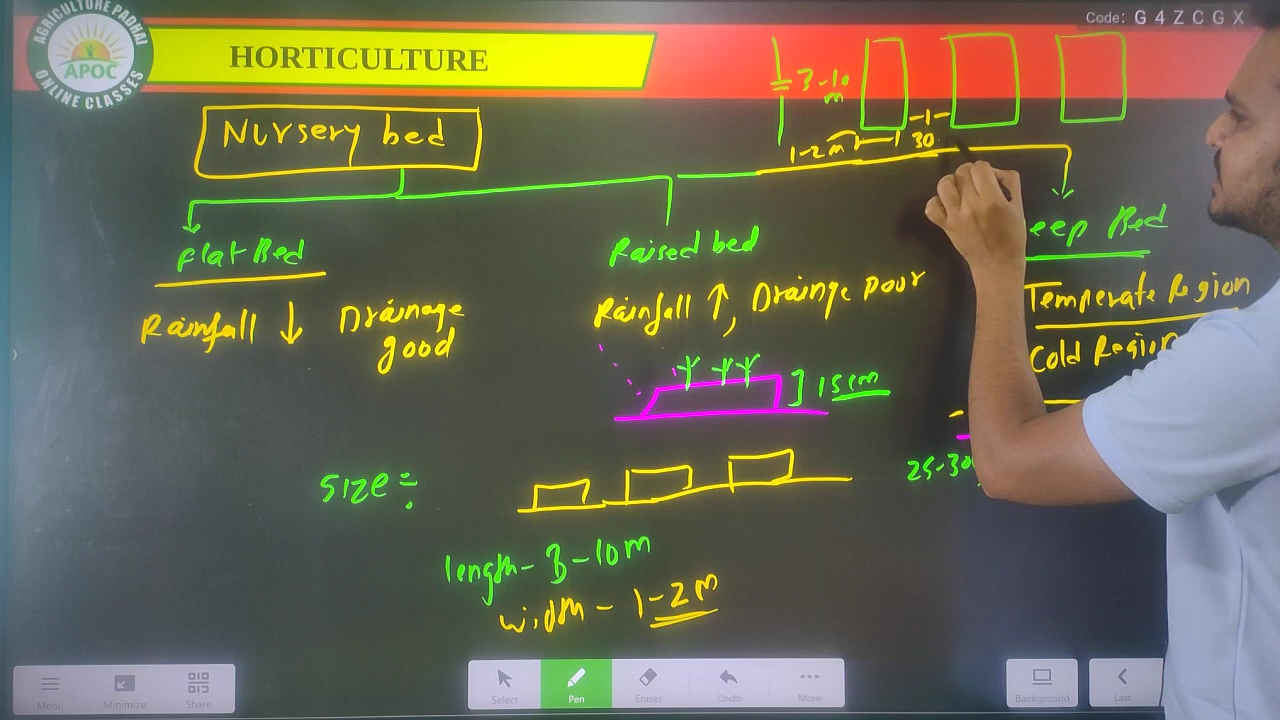 Code: G4ZCGX
AGRICULTURE PADHAI
APOC
ONLINE CLASSES
HORTICULTURE
3-10
m
1-2m
1
30
Nursery bed
Flat Bed
Raised bed
eep Bed
Rainfall ↓ Drainage
good
Rainfall ↑, Drainge poor
Temperate Region
Cold Region
15cm
25-30
Size :
length - 3-10m
width - 1-2m
Menu
Minimize
Share
Select
Pen
Eraser
Undo
More
Background
Last